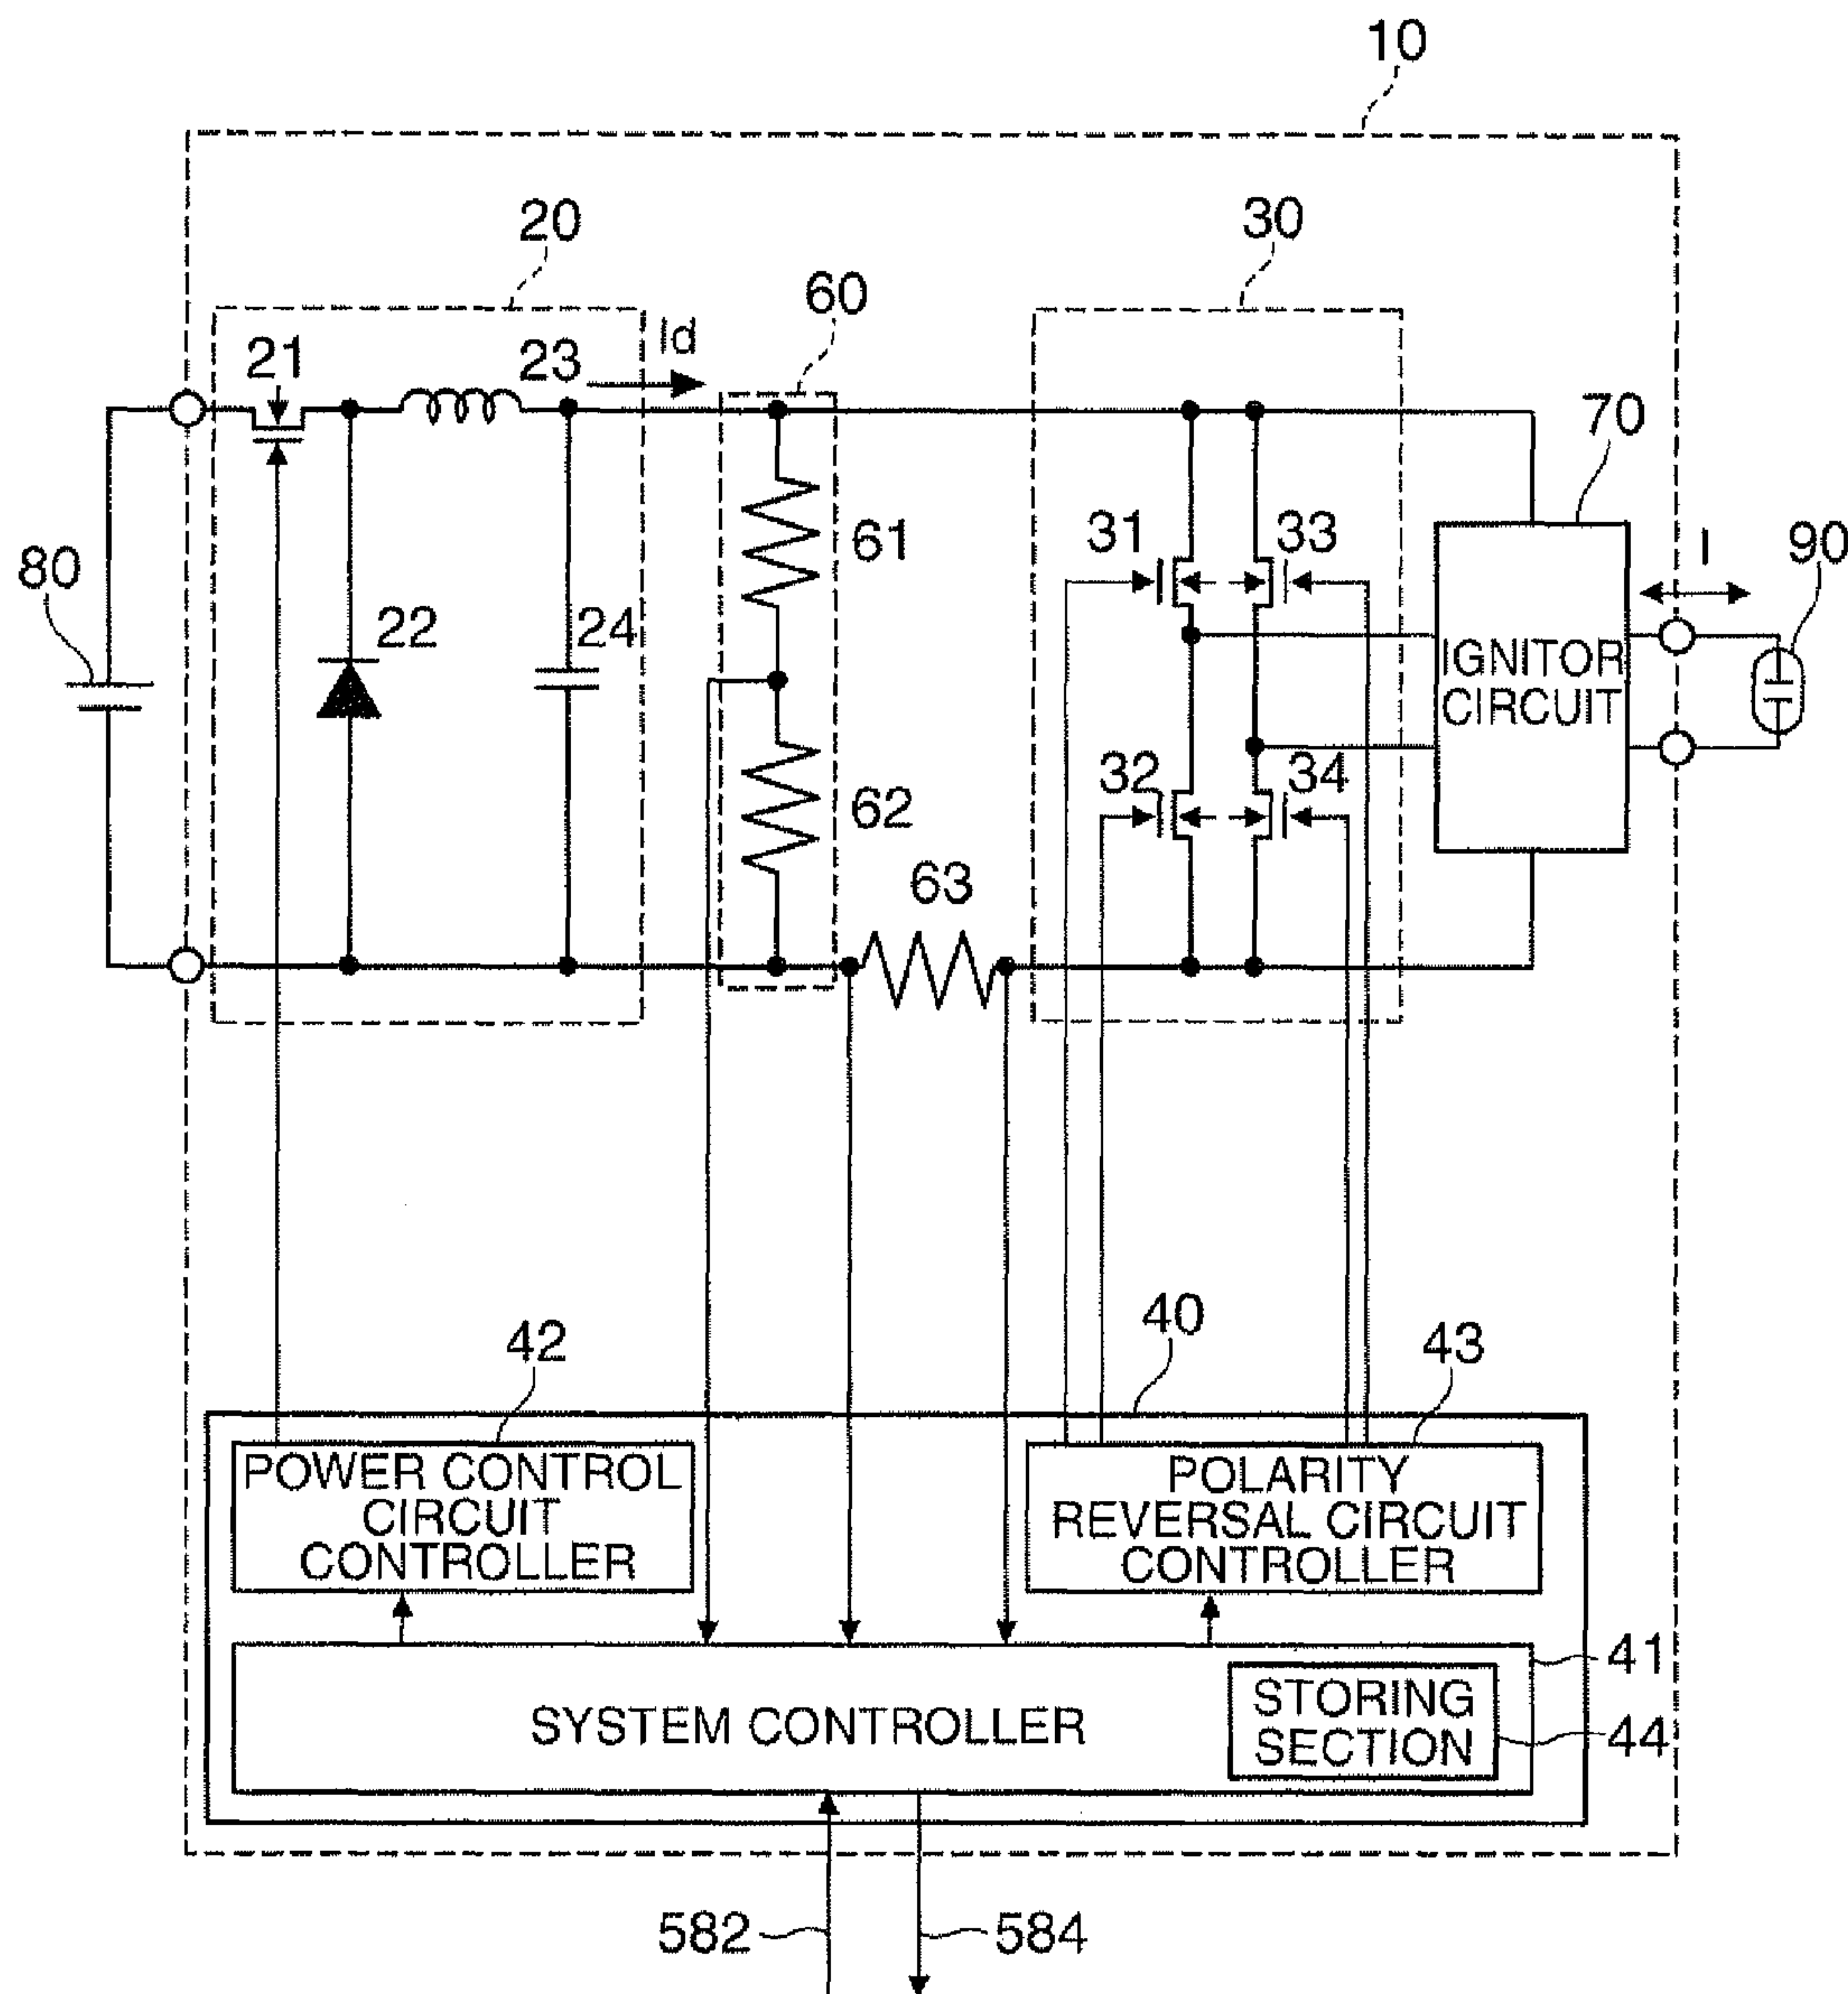 10
20
30
60
Id
21
23
70
31
33
I
90
61
80
22
24
IGNITOR
CIRCUIT
32
34
62
63
40
42
43
POWER CONTROL
CIRCUIT
CONTROLLER
POLARITY
REVERSAL CIRCUIT
CONTROLLER
41
STORING
SECTION
SYSTEM CONTROLLER
44
582
584